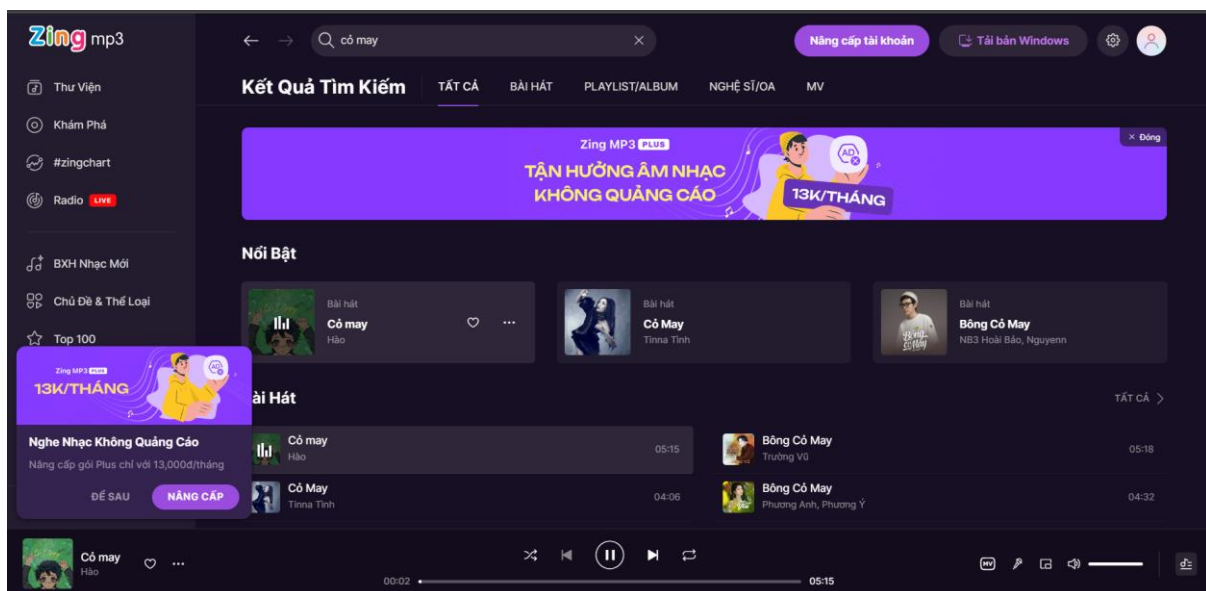 Zing mp3
cỏ may
Nâng cấp tài khoản
Tải bản Windows
Thư Viện
Khám Phá
#zingchart
Radio LIVE
BXH Nhạc Mới
Chủ Đề & Thể Loại
Top 100
Kết Quả Tìm Kiếm
TẤT CẢ
BÀI HÁT
PLAYLIST/ALBUM
NGHỆ SĨ/OA
MV
× Đóng
Zing MP3 PLUS
TẬN HƯỞNG ÂM NHẠC
KHÔNG QUẢNG CÁO
AD
13K/THÁNG
Nổi Bật
Bài hát
Cỏ may
Hào
Bài hát
Cỏ May
Tinna Tình
Bài hát
Bông Cỏ May
NB3 Hoài Bảo, Nguyenn
Zing MP3 PLUS
13K/THÁNG
AD
Nghe Nhạc Không Quảng Cáo
Nâng cấp gói Plus chỉ với 13,000đ/tháng
ĐỂ SAU
NÂNG CẤP
ài Hát
TẤT CẢ
Cỏ may
Hào
05:15
Bông Cỏ May
Trường Vũ
05:18
Cỏ May
Tinna Tình
04:06
Bông Cỏ May
Phương Anh, Phương Ý
04:32
Cỏ may
Hào
00:02
05:15
MV